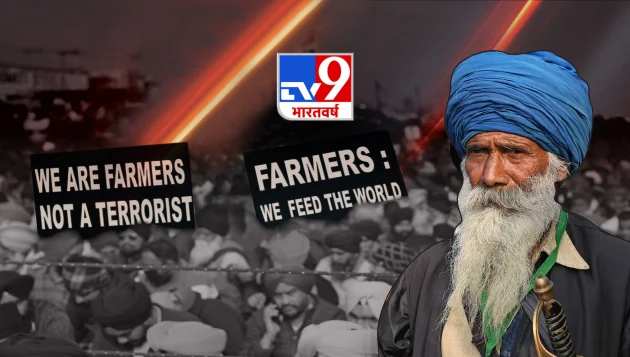 TV9
भारतवर्ष
WE ARE FARMERS
NOT A TERRORIST
FARMERS :
WE FEED THE WORLD